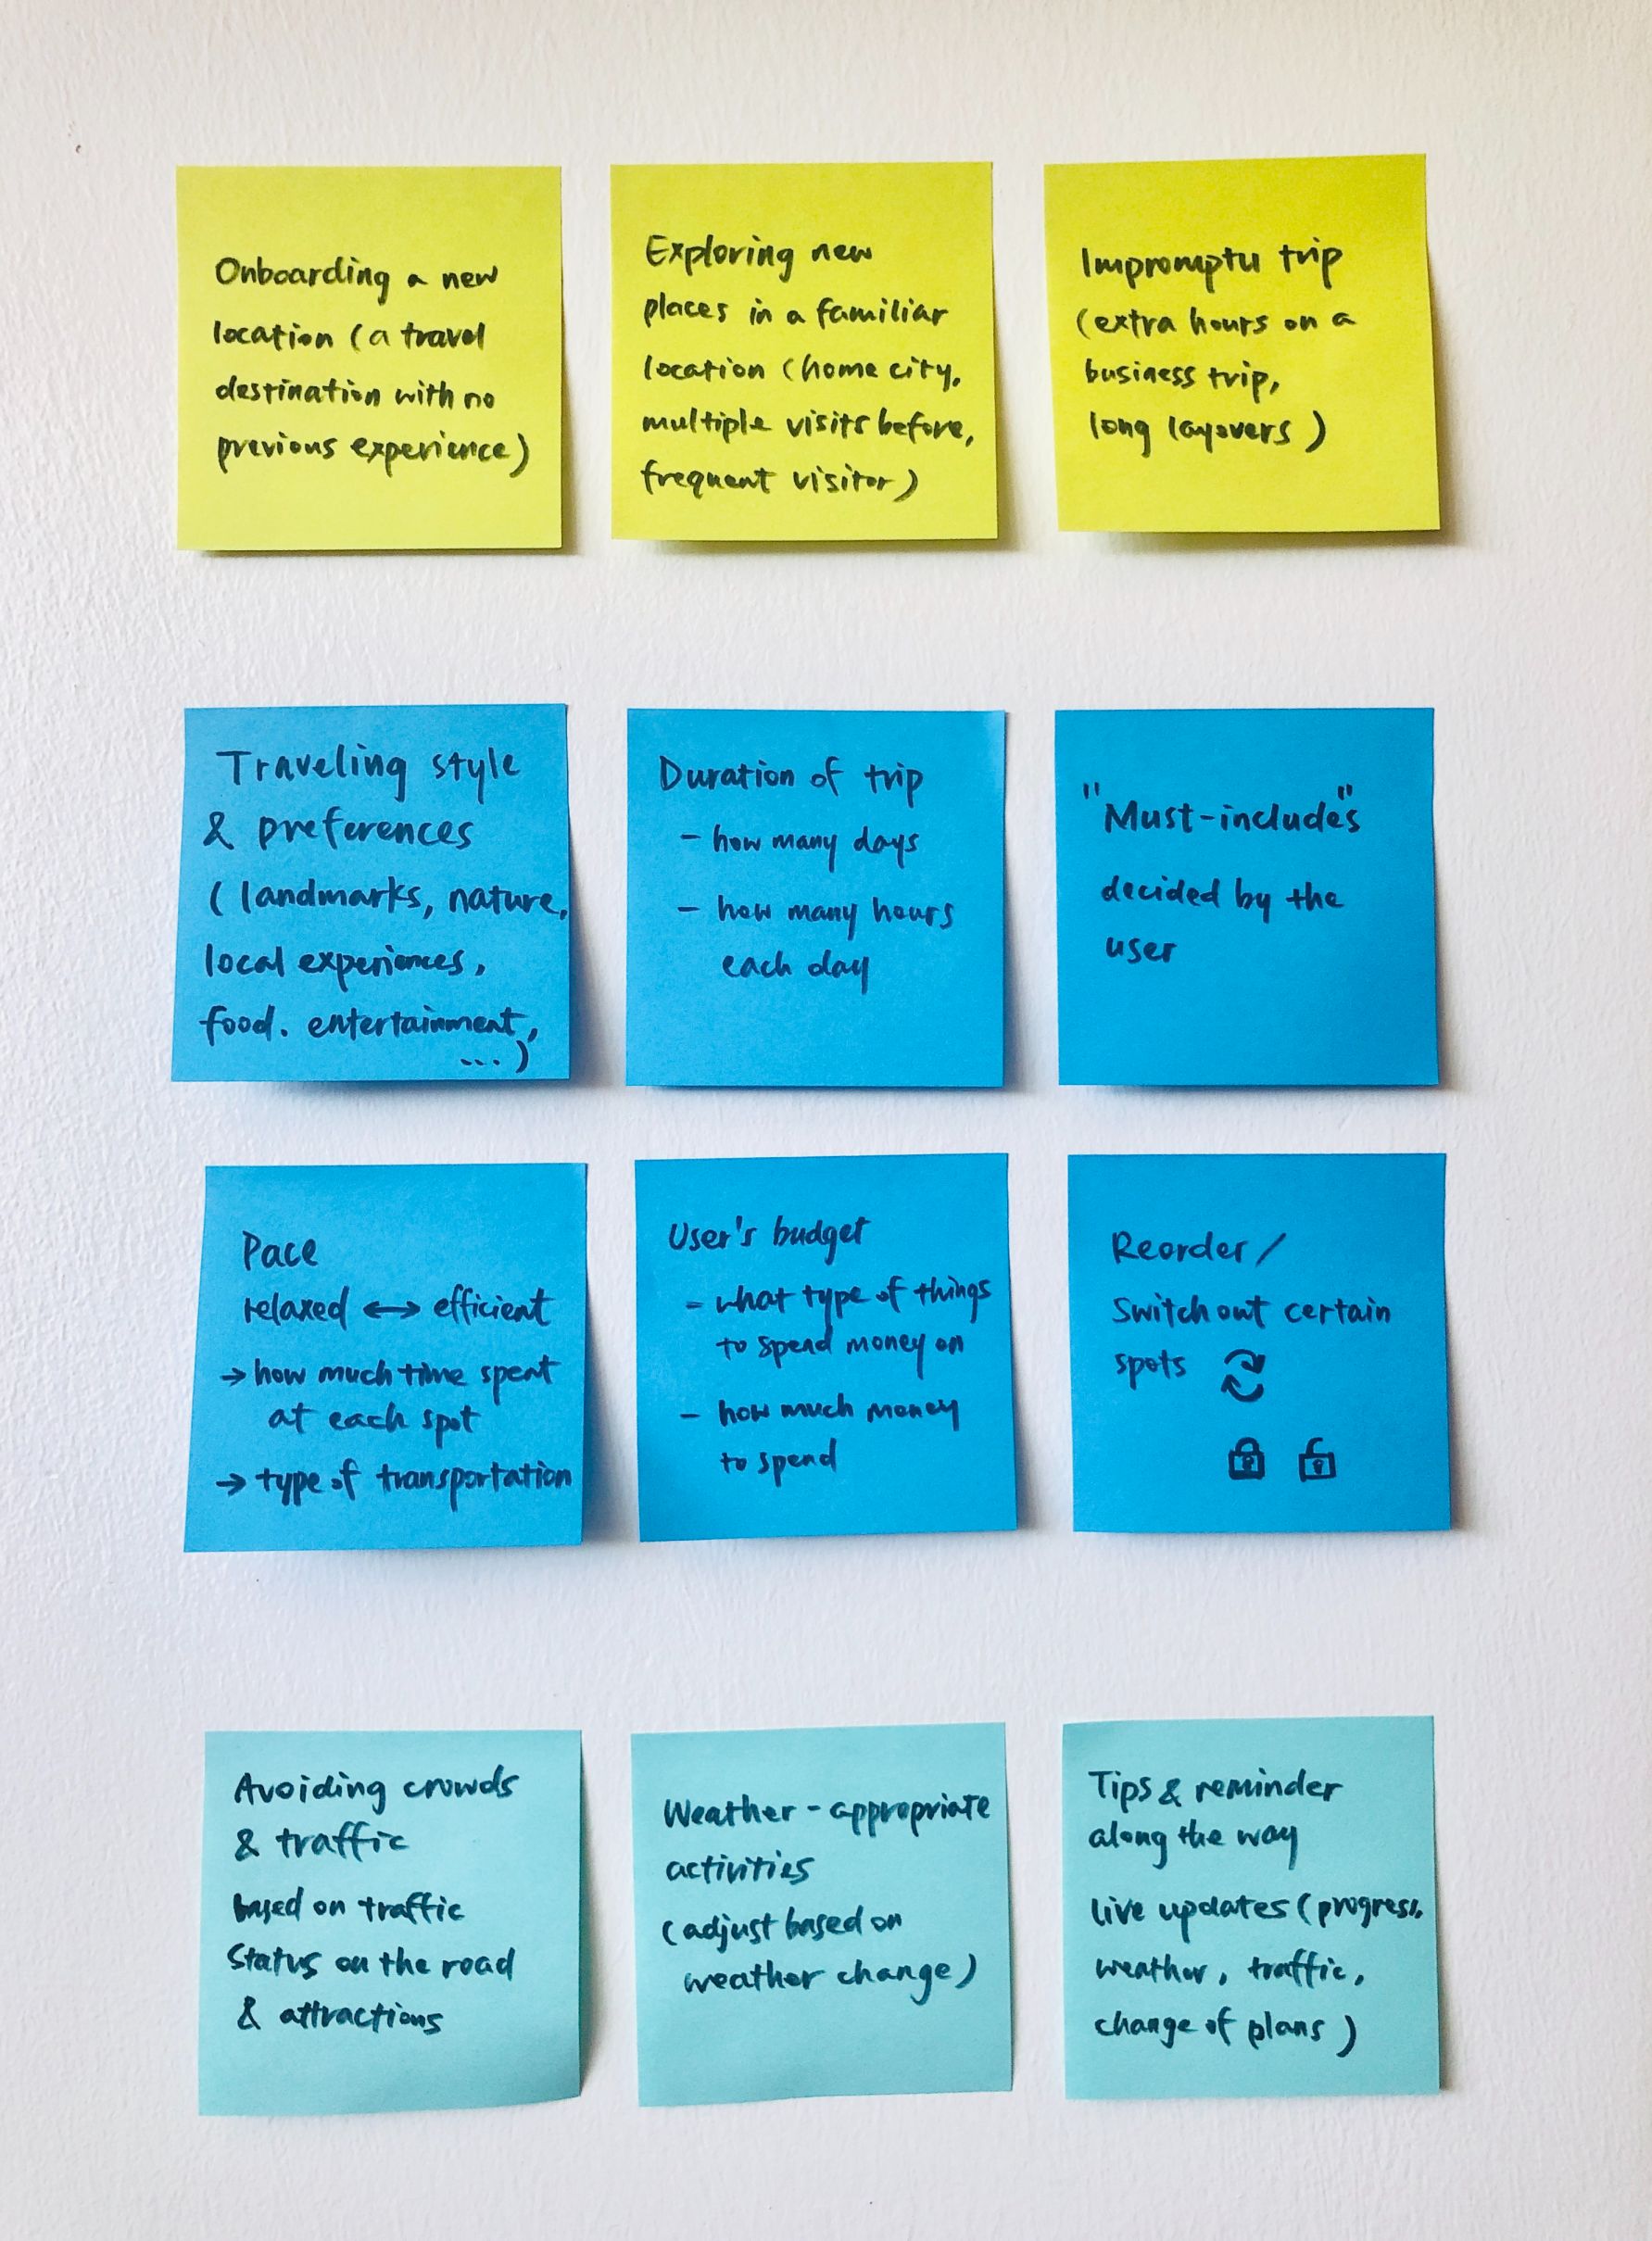 Onboarding a new
location (a travel
destination with no
previous experience)
Exploring new
places in a familiar
location (home city,
multiple visits before,
frequent visitor)
Impromptu trip
(extra hours on a
business trip,
long layovers)
Traveling style
& preferences
(landmarks, nature,
local experiences,
food. entertainment,
...)
Duration of trip
- how many days
- how many hours
each day
"Must-include"s
decided by the
user
Pace
relaxed ↔ efficient
→ how much time spent
at each spot
→ type of transportation
User's budget
- what type of things
to spend money on
- how much money
to spend
Reorder /
Switch out certain
spots
Avoiding crowds
& traffic
based on traffic
status on the road
& attractions
Weather-appropriate
activities
(adjust based on
weather change)
Tips & reminder
along the way
live updates (progress,
weather, traffic,
change of plans)